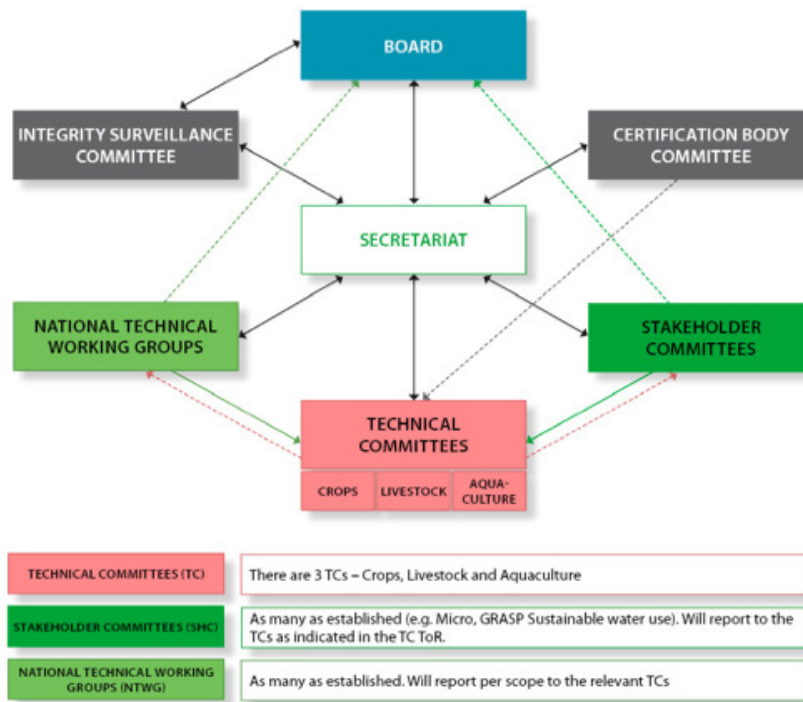 BOARD
INTEGRITY SURVEILLANCE
COMMITTEE
CERTIFICATION BODY
COMMITTEE
SECRETARIAT
NATIONAL TECHNICAL
WORKING GROUPS
STAKEHOLDER
COMMITTEES
TECHNICAL
COMMITTEES
CROPS
LIVESTOCK
AQUA-
CULTURE
TECHNICAL COMMITTEES (TC)
There are 3 TCs – Crops, Livestock and Aquaculture
STAKEHOLDER COMMITTEES (SHC)
As many as established (e.g. Micro, GRASP Sustainable water use). Will report to the
TCs as indicated in the TC ToR.
NATIONAL TECHNICAL WORKING
GROUPS (NTWG)
As many as established. Will report per scope to the relevant TCs